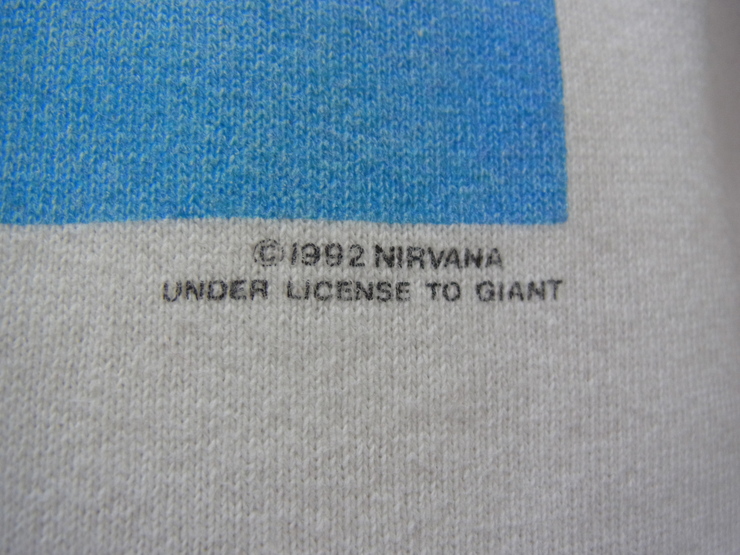 ©1992 NIRVANA
UNDER LICENSE TO GIANT